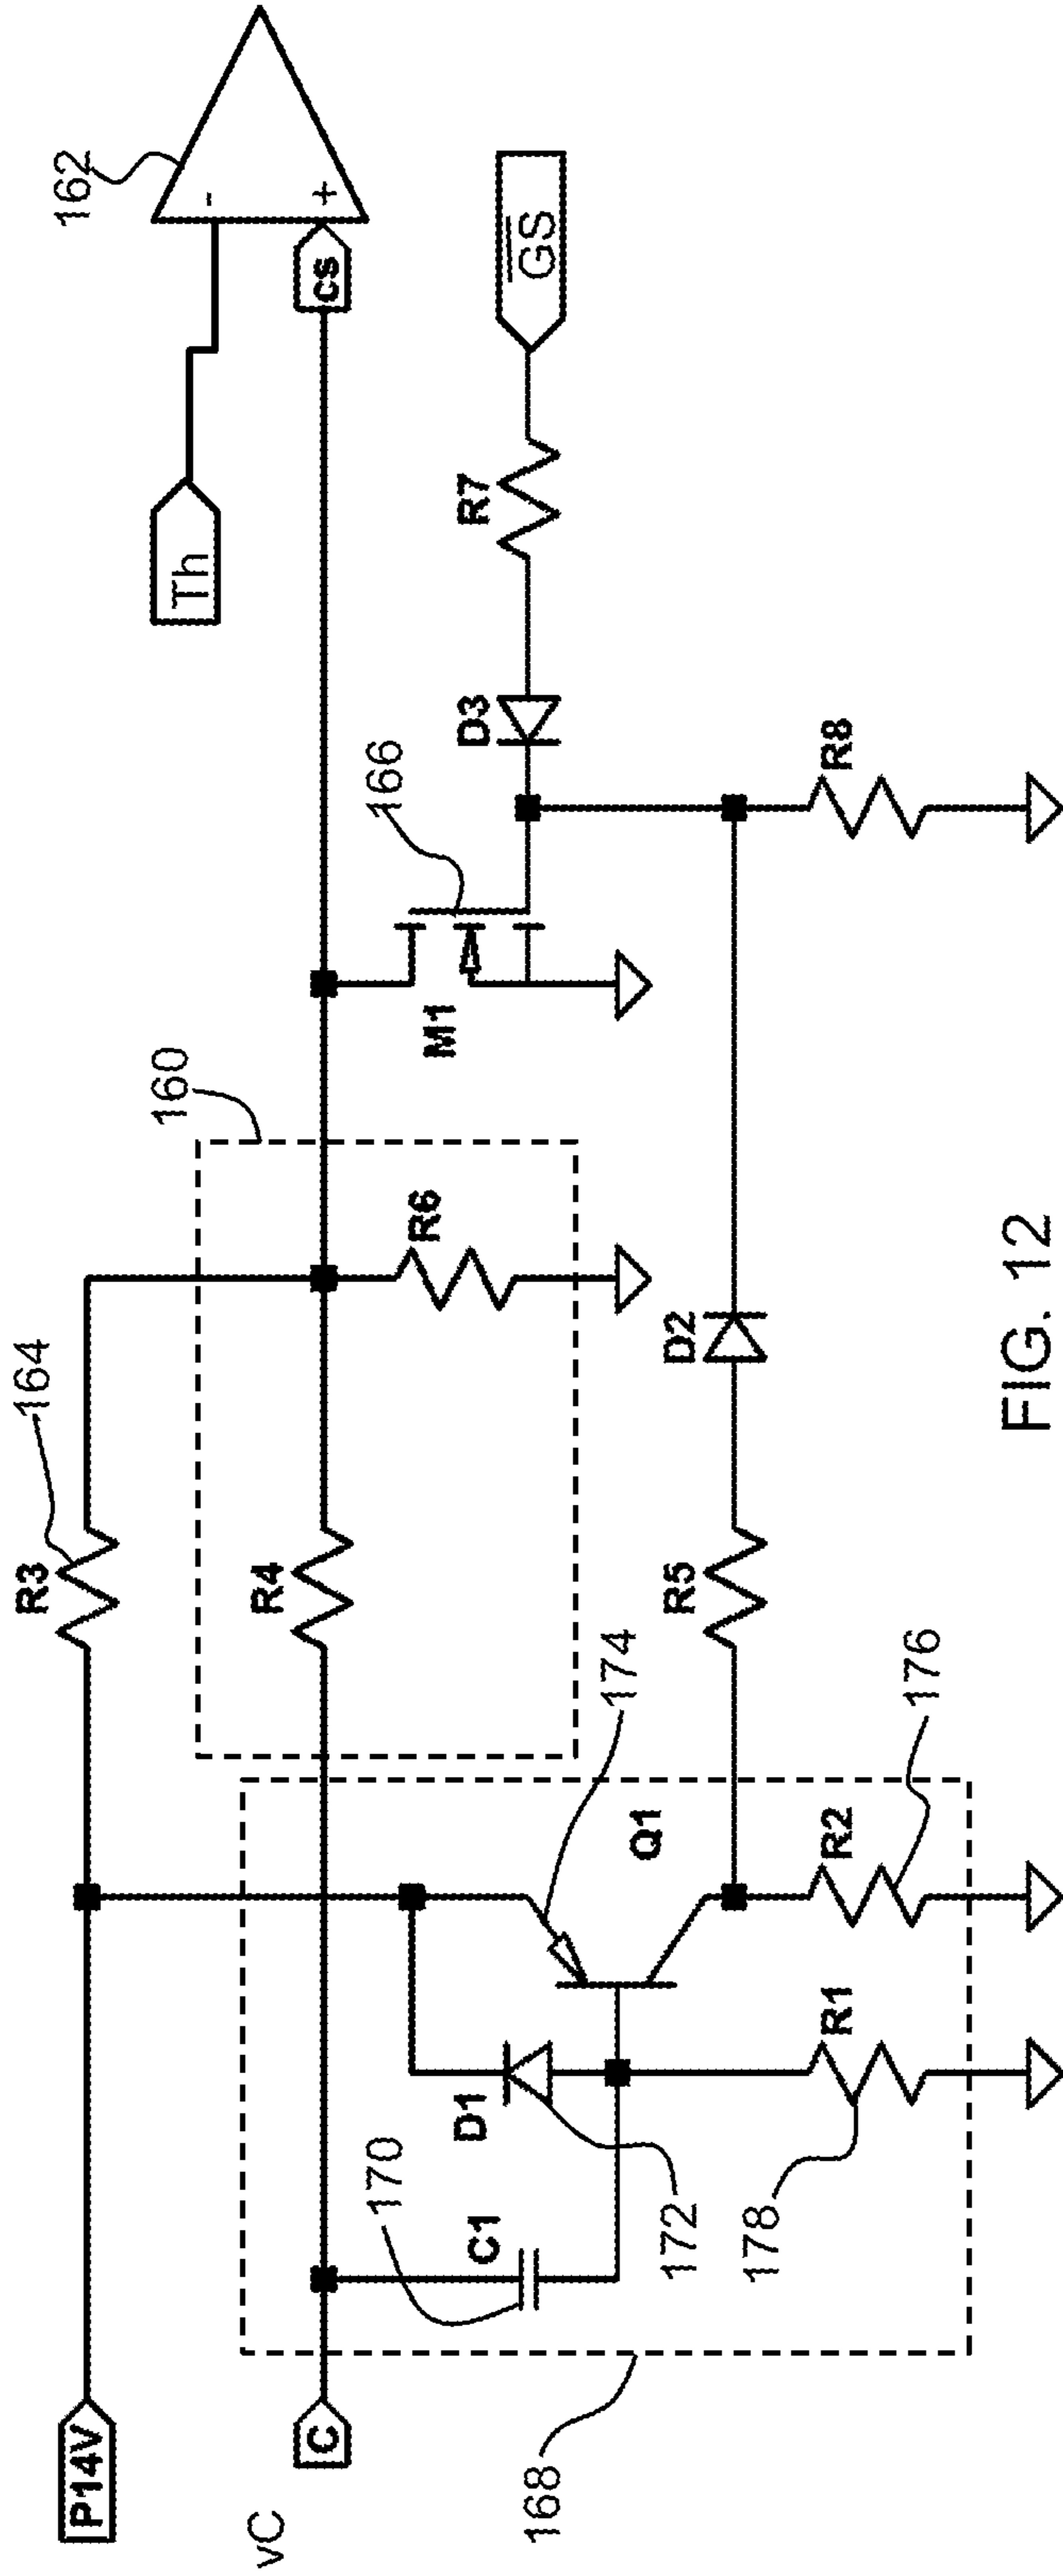 P14V
R3
164
160
162
Th
-
+
cs
vC
C
R4
R6
M1
166
D3
R7
GS
C1
170
D1
172
174
Q1
R5
D2
R8
R1
178
R2
176
168
FIG. 12